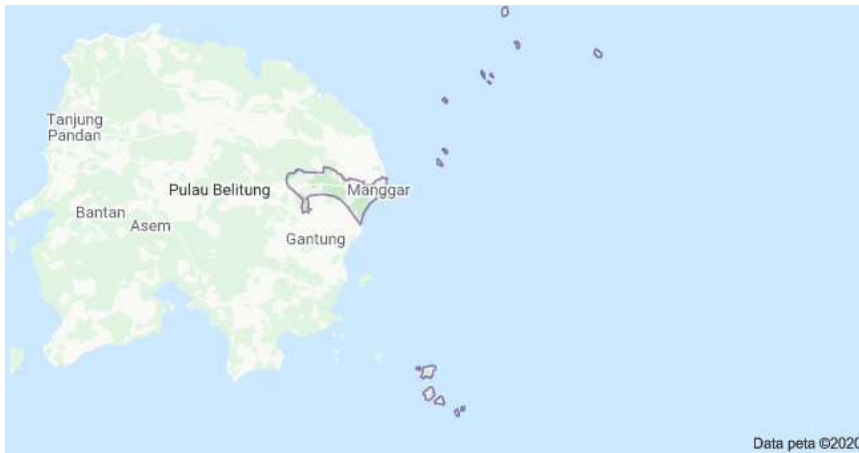 Tanjung
Pandan
Pulau Belitung
Manggar
Bantan
Asem
Gantung
Data peta ©2020